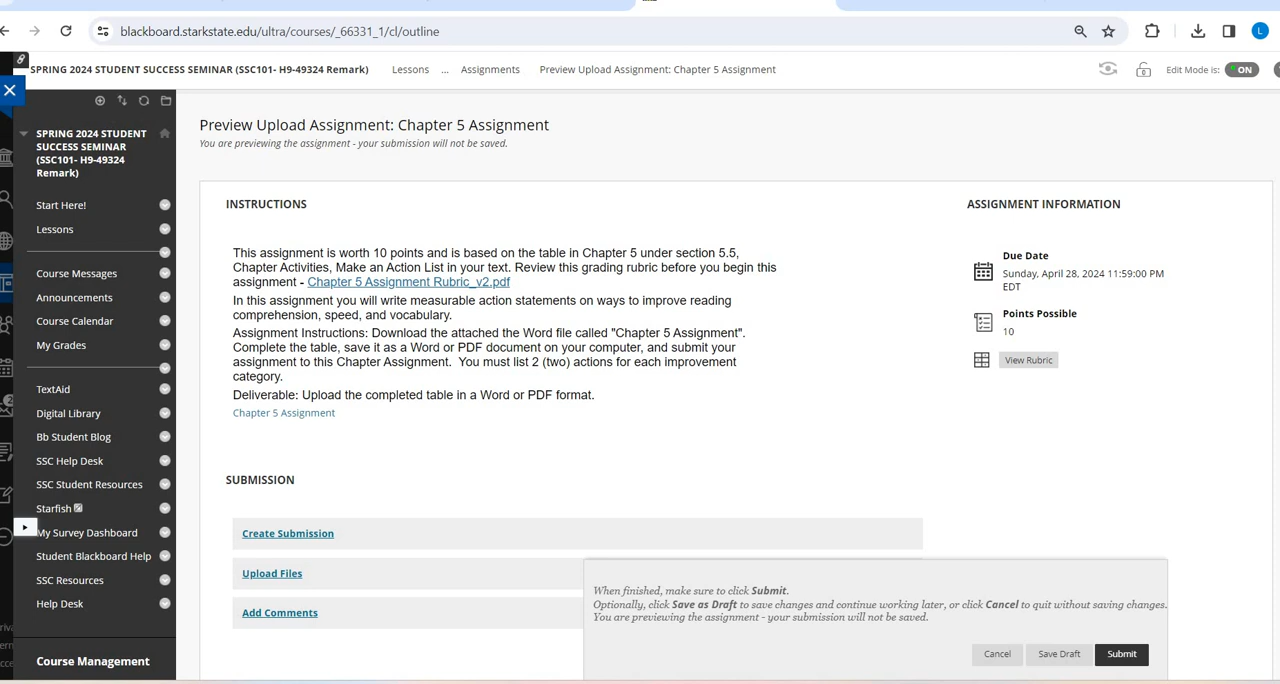 blackboard.starkstate.edu/ultra/courses/_66331_1/cl/outline
L
SPRING 2024 STUDENT SUCCESS SEMINAR (SSC101- H9-49324 Remark)
Lessons
...
Assignments
Preview Upload Assignment: Chapter 5 Assignment
Edit Mode is:
ON
SPRING 2024 STUDENT
SUCCESS SEMINAR
(SSC101- H9-49324
Remark)
Start Here!
Lessons
Course Messages
Announcements
Course Calendar
My Grades
TextAid
Digital Library
Bb Student Blog
SSC Help Desk
SSC Student Resources
Starfish
My Survey Dashboard
Student Blackboard Help
SSC Resources
Help Desk
Course Management
Preview Upload Assignment: Chapter 5 Assignment
You are previewing the assignment - your submission will not be saved.
INSTRUCTIONS
This assignment is worth 10 points and is based on the table in Chapter 5 under section 5.5,
Chapter Activities, Make an Action List in your text. Review this grading rubric before you begin this
assignment - Chapter 5 Assignment Rubric_v2.pdf
In this assignment you will write measurable action statements on ways to improve reading
comprehension, speed, and vocabulary.
Assignment Instructions: Download the attached the Word file called "Chapter 5 Assignment".
Complete the table, save it as a Word or PDF document on your computer, and submit your
assignment to this Chapter Assignment.  You must list 2 (two) actions for each improvement
category.
Deliverable: Upload the completed table in a Word or PDF format.
Chapter 5 Assignment
ASSIGNMENT INFORMATION
Due Date
Sunday, April 28, 2024 11:59:00 PM
EDT
Points Possible
10
View Rubric
SUBMISSION
Create Submission
Upload Files
Add Comments
When finished, make sure to click Submit.
Optionally, click Save as Draft to save changes and continue working later, or click Cancel to quit without saving changes.
You are previewing the assignment - your submission will not be saved.
Cancel
Save Draft
Submit